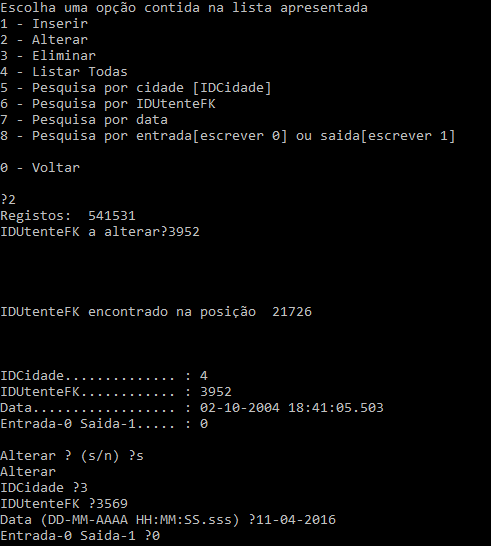 Escolha uma opção contida na lista apresentada
1 - Inserir
2 - Alterar
3 - Eliminar
4 - Listar Todas
5 - Pesquisa por cidade [IDCidade]
6 - Pesquisa por IDUtenteFK
7 - Pesquisa por data
8 - Pesquisa por entrada[escrever 0] ou saida[escrever 1]
0 - Voltar
?2
Registos:  541531
IDUtenteFK a alterar?3952
IDUtenteFK encontrado na posição  21726
IDCidade.............. : 4
IDUtenteFK............ : 3952
Data.................. : 02-10-2004 18:41:05.503
Entrada-0 Saida-1..... : 0
Alterar ? (s/n) ?s
Alterar
IDCidade ?3
IDUtenteFK ?3569
Data (DD-MM-AAAA HH:MM:SS.sss) ?11-04-2016
Entrada-0 Saida-1 ?0